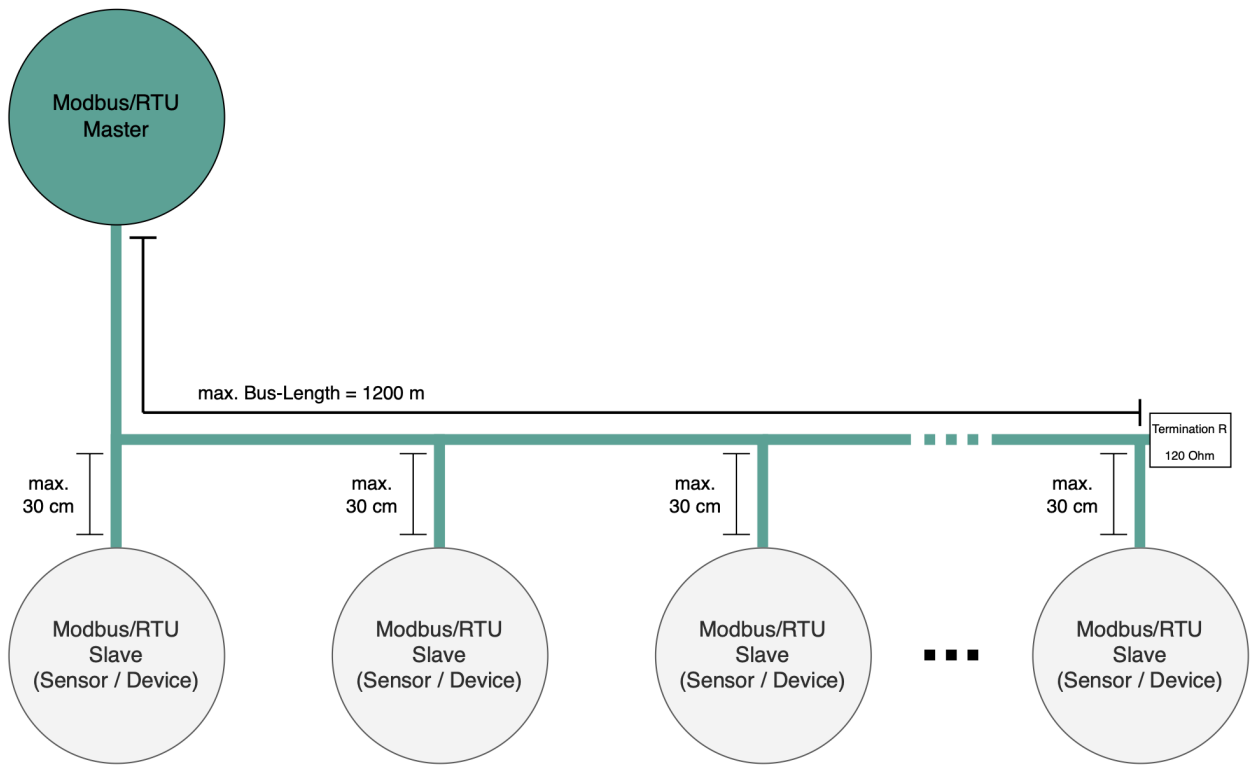 Modbus/RTU
Master
max. Bus-Length = 1200 m
Termination R
120 Ohm
max.
30 cm
max.
30 cm
max.
30 cm
max.
30 cm
Modbus/RTU
Slave
(Sensor / Device)
Modbus/RTU
Slave
(Sensor / Device)
Modbus/RTU
Slave
(Sensor / Device)
Modbus/RTU
Slave
(Sensor / Device)